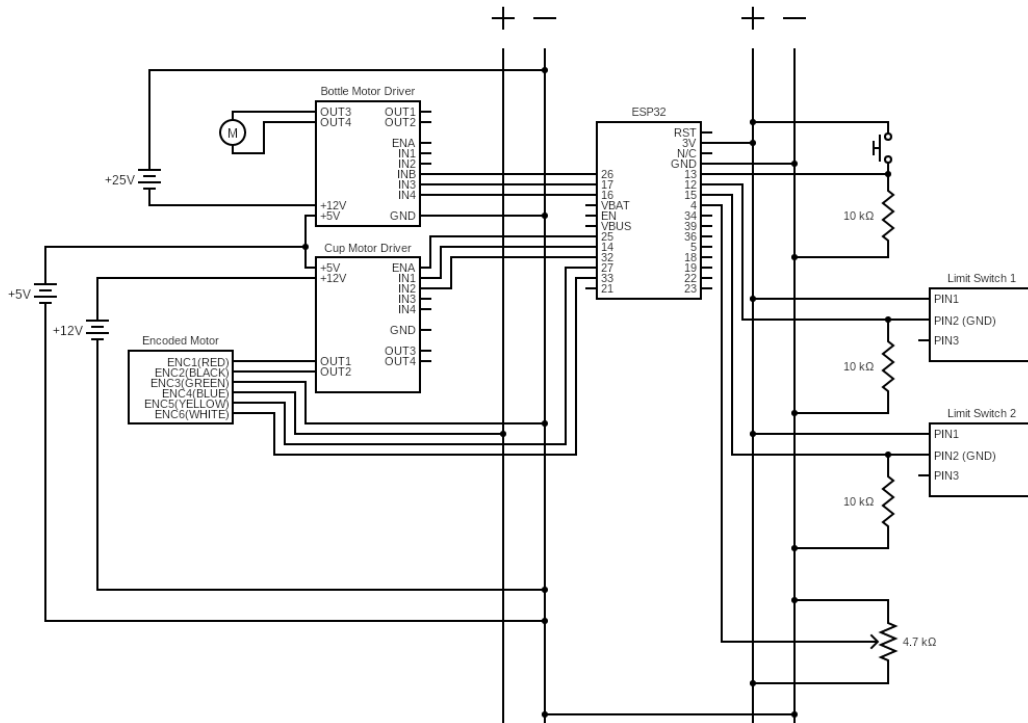 + − + −
Bottle Motor Driver
OUT3
OUT4
+12V
+5V
OUT1
OUT2
ENA
IN1
IN2
INB
IN3
IN4
GND
M
+25V
Cup Motor Driver
+5V
+12V
OUT1
OUT2
ENA
IN1
IN2
IN3
IN4
GND
OUT3
OUT4
+5V
+12V
Encoded Motor
ENC1(RED)
ENC2(BLACK)
ENC3(GREEN)
ENC4(BLUE)
ENC5(YELLOW)
ENC6(WHITE)
ESP32
26
17
16
VBAT
EN
VBUS
25
14
32
27
33
21
RST
3V
N/C
GND
13
12
15
4
34
39
36
5
18
19
22
23
10 kΩ
Limit Switch 1
PIN1
PIN2 (GND)
PIN3
10 kΩ
Limit Switch 2
PIN1
PIN2 (GND)
PIN3
10 kΩ
4.7 kΩ